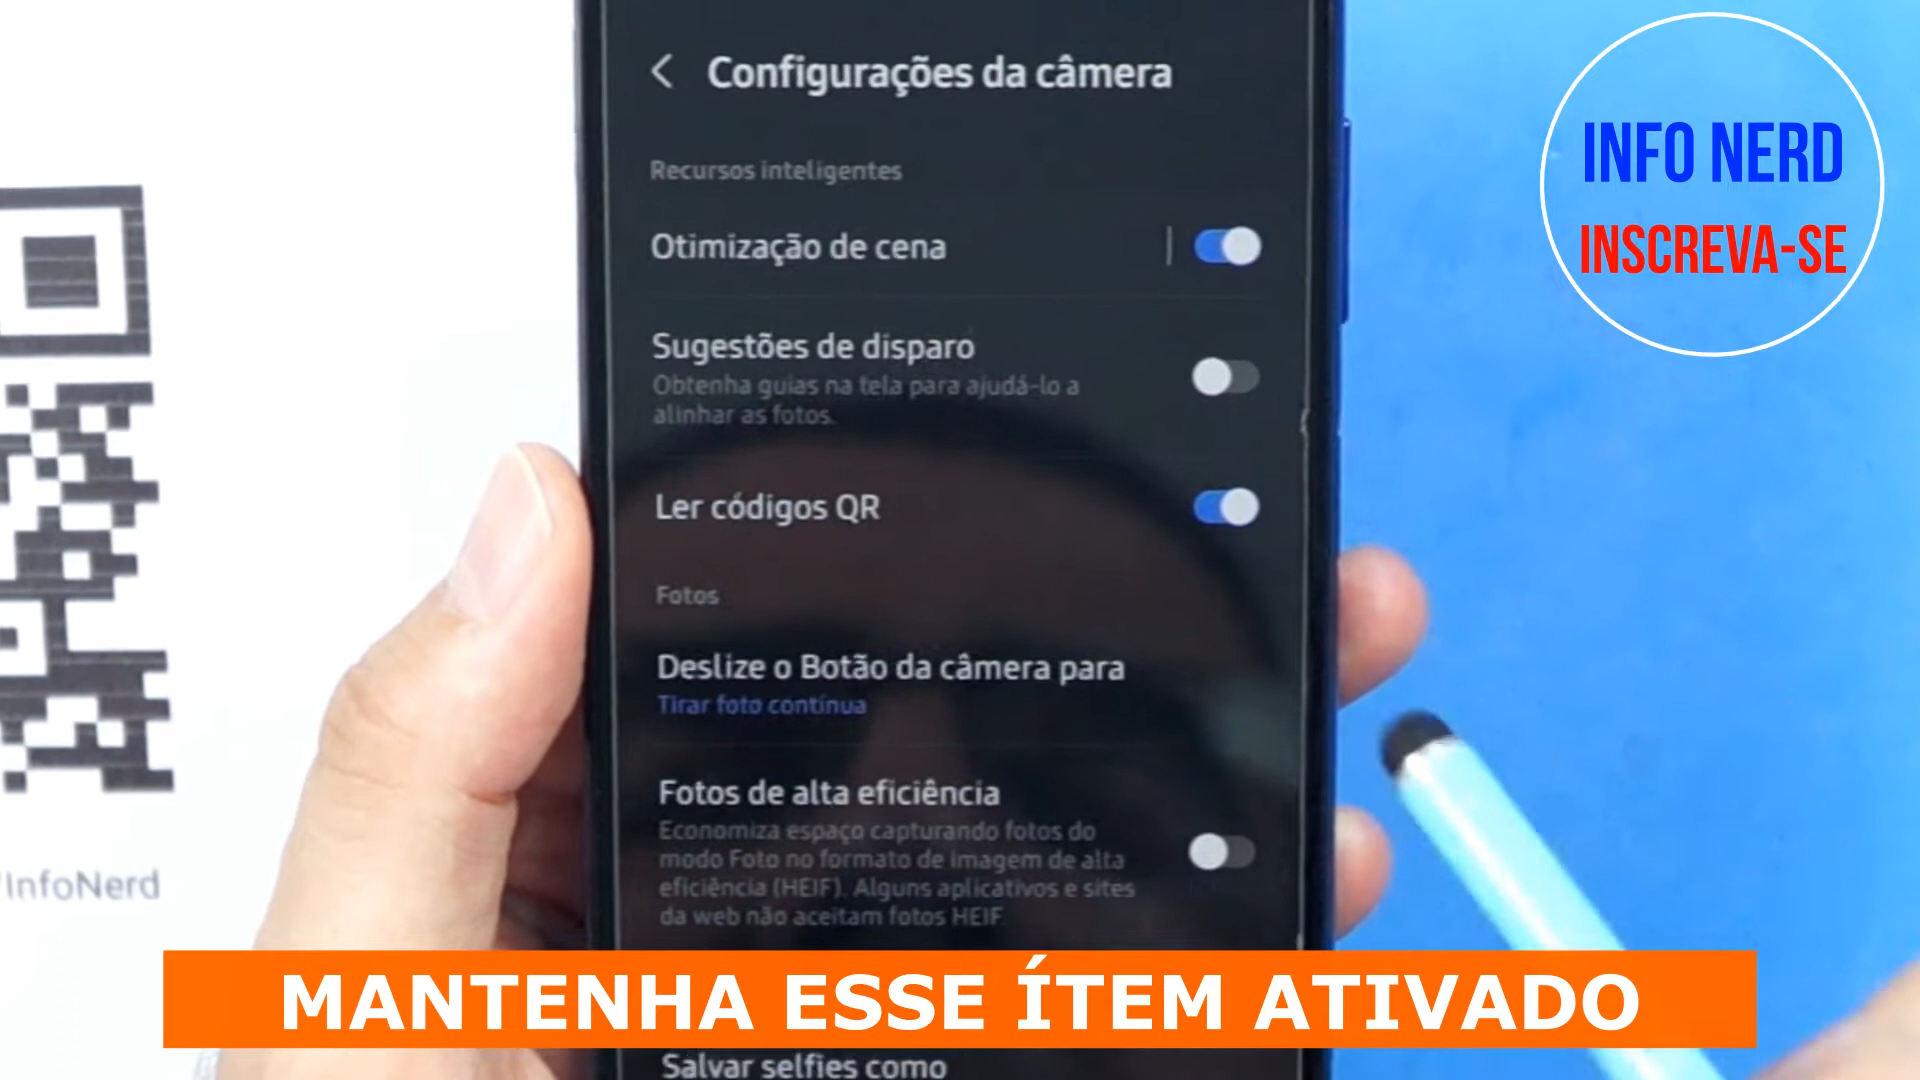 Configurações da câmera
Recursos inteligentes
Otimização de cena
Sugestões de disparo
Obtenha guias na tela para ajudá-lo a
alinhar as fotos.
Ler códigos QR
Fotos
Deslize o Botão da câmera para
Tirar foto contínua
Fotos de alta eficiência
Economiza espaço capturando fotos do
modo Foto no formato de imagem de alta
eficiência (HEIF). Alguns aplicativos e sites
da web não aceitam fotos HEIF.
Salvar selfies como
INFO NERD
INSCREVA-SE
InfoNerd
MANTENHA ESSE ÍTEM ATIVADO